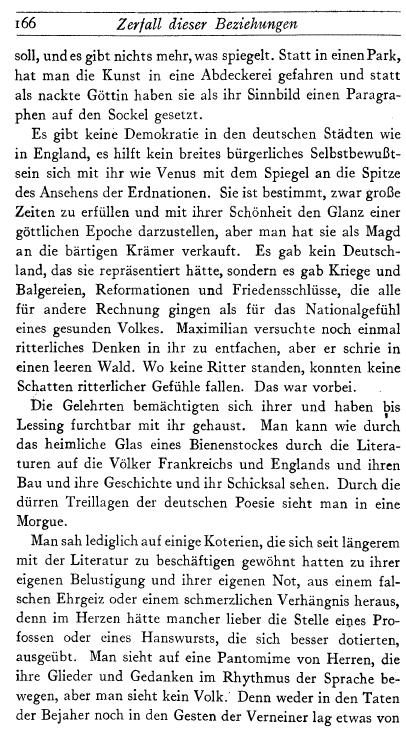 166 Zerfall dieser Beziehungen
soll, und es gibt nichts mehr, was spiegelt. Statt in einen Park,
hat man die Kunst in eine Abdeckerei gefahren und statt
als nackte Göttin haben sie als ihr Sinnbild einen Paragra-
phen auf den Sockel gesetzt.
Es gibt keine Demokratie in den deutschen Städten wie
in England, es hilft kein breites bürgerliches Selbstbewußt-
sein sich mit ihr wie Venus mit dem Spiegel an die Spitze
des Ansehens der Erdnationen. Sie ist bestimmt, zwar große
Zeiten zu erfüllen und mit ihrer Schönheit den Glanz einer
göttlichen Epoche darzustellen, aber man hat sie als Magd
an die bärtigen Krämer verkauft. Es gab kein Deutsch-
land, das sie repräsentiert hätte, sondern es gab Kriege und
Balgereien, Reformationen und Friedensschlüsse, die alle
für andere Rechnung gingen als für das Nationalgefühl
eines gesunden Volkes. Maximilian versuchte noch einmal
ritterliches Denken in ihr zu entfachen, aber er schrie in
einen leeren Wald. Wo keine Ritter standen, konnten keine
Schatten ritterlicher Gefühle fallen. Das war vorbei.
Die Gelehrten bemächtigten sich ihrer und haben bis
Lessing furchtbar mit ihr gehaust. Man kann wie durch
das heimliche Glas eines Bienenstockes durch die Litera-
turen auf die Völker Frankreichs und Englands und ihren
Bau und ihre Geschichte und ihr Schicksal sehen. Durch die
dürren Treillagen der deutschen Poesie sieht man in eine
Morgue.
Man sah lediglich auf einige Koterien, die sich seit längerem
mit der Literatur zu beschäftigen gewöhnt hatten zu ihrer
eigenen Belustigung und ihrer eigenen Not, aus einem fal-
schen Ehrgeiz oder einem schmerzlichen Verhängnis heraus,
denn im Herzen hätte mancher lieber die Stelle eines Pro-
fossen oder eines Hanswursts, die sich besser dotierten,
ausgeübt. Man sieht auf eine Pantomime von Herren, die
ihre Glieder und Gedanken im Rhythmus der Sprache be-
wegen, aber man sieht kein Volk. Denn weder in den Taten
der Bejaher noch in den Gesten der Verneiner lag etwas von